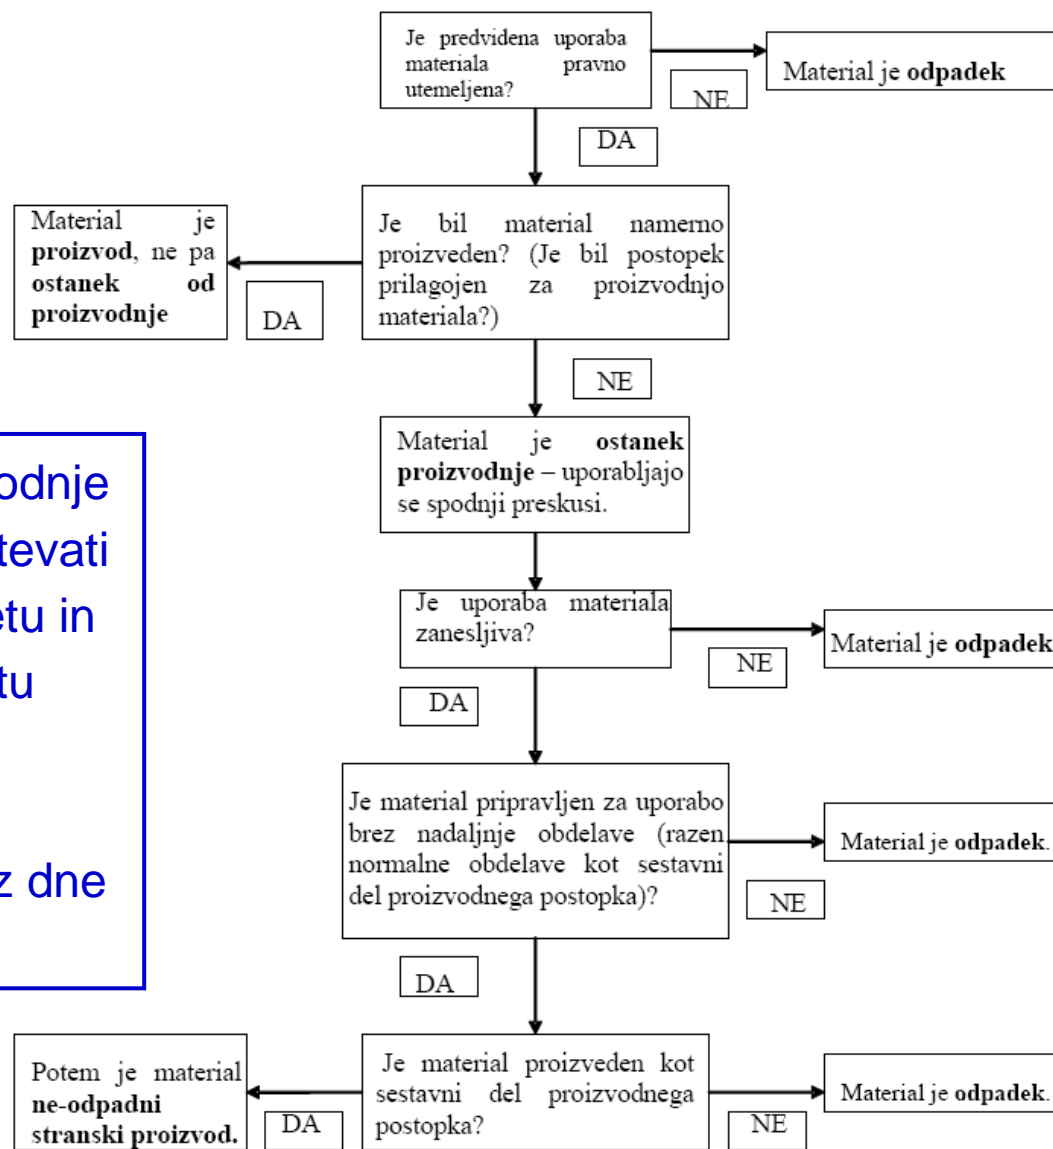 Je predvidena uporaba
materiala pravno
utemeljena?
NE
Material je odpadek
DA
Je bil material namerno
proizveden? (Je bil postopek
prilagojen za proizvodnjo
materiala?)
DA
Material je
proizvod, ne pa
ostanek od
proizvodnje
NE
Material je ostanek
proizvodnje – uporabljajo
se spodnji preskusi.
Je uporaba materiala
zanesljiva?
NE
Material je odpadek
DA
Je material pripravljen za uporabo
brez nadaljnje obdelave (razen
normalne obdelave kot sestavni
del proizvodnega postopka)?
NE
Material je odpadek.
DA
Je material proizveden kot
sestavni del proizvodnega
postopka?
NE
Material je odpadek.
DA
Potem je material
ne-odpadni
stranski proizvod.
in
z dne